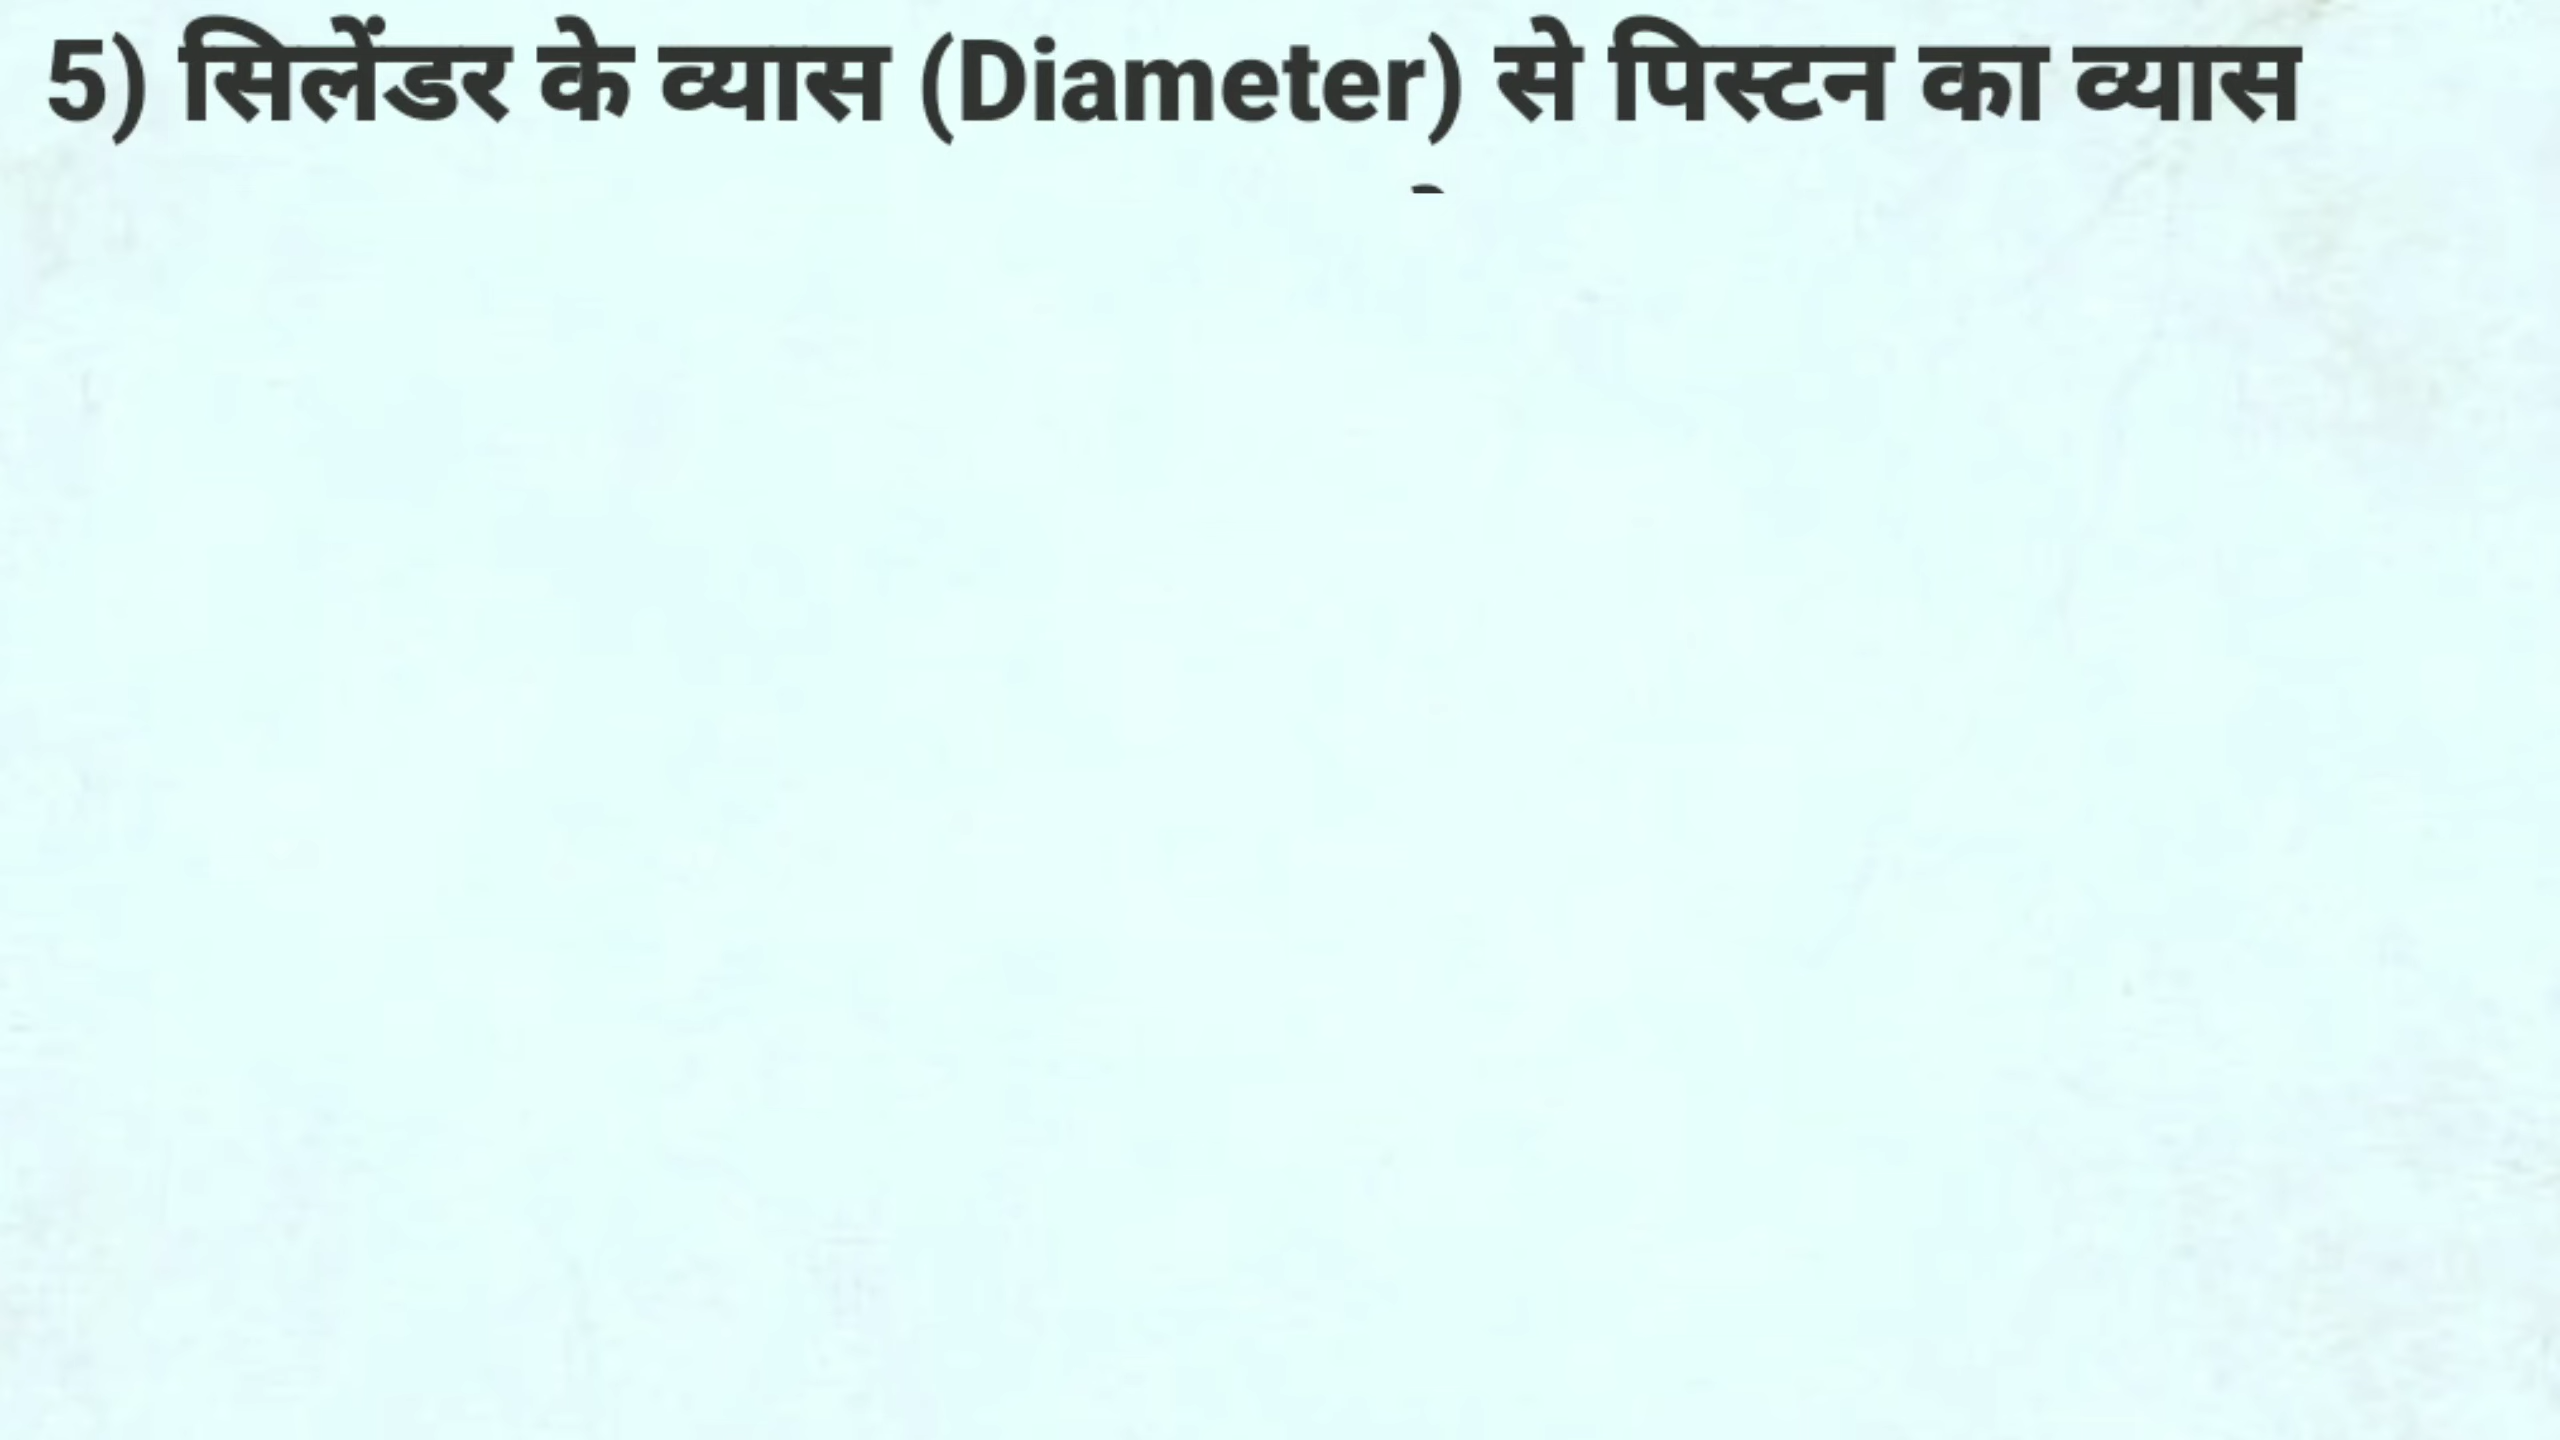 5) सिलेंडर के व्यास (Diameter) से पिस्टन का व्यास